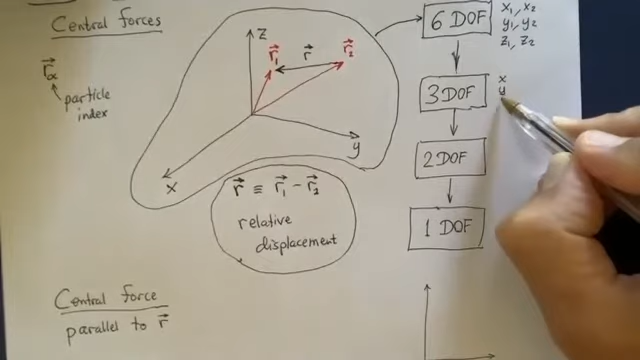 Central forces
r⃗α
particle
index
z
r⃗1
r⃗
r⃗2
x
y
r⃗ ≡ r⃗1 − r⃗2
relative
displacement
Central force
parallel to r⃗
6 DOF
x1, x2
y1, y2
z1, z2
3 DOF
x
y
2 DOF
1 DOF